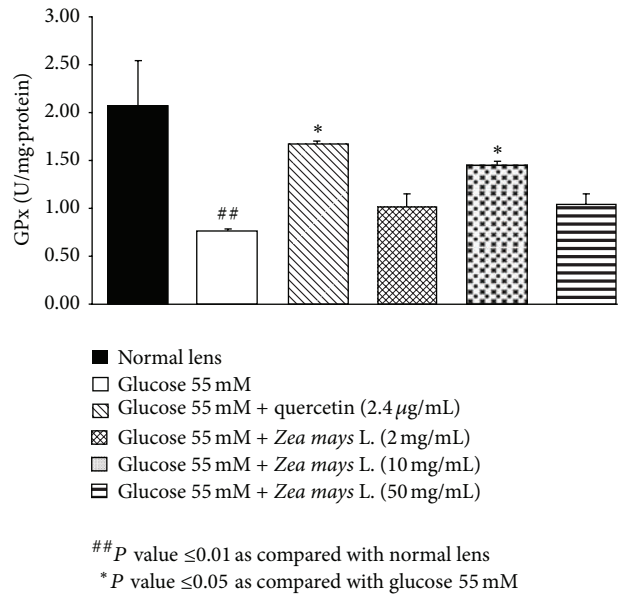 3.00
2.50
2.00
1.50
1.00
0.50
0.00
GPx (U/mg·protein)
##
*
*
Normal lens
Glucose 55 mM
Glucose 55 mM + quercetin (2.4 μg/mL)
Glucose 55 mM + Zea mays L. (2 mg/mL)
Glucose 55 mM + Zea mays L. (10 mg/mL)
Glucose 55 mM + Zea mays L. (50 mg/mL)
##P value ≤0.01 as compared with normal lens
*P value ≤0.05 as compared with glucose 55 mM